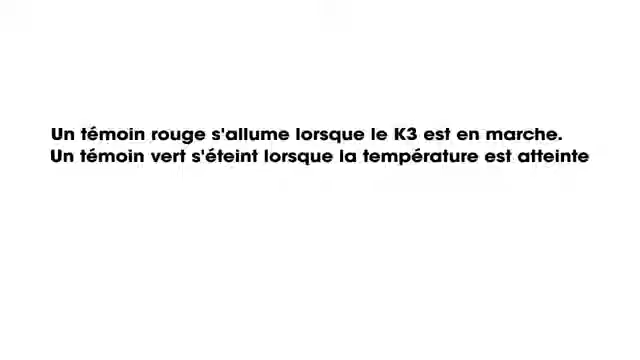 Un témoin rouge s'allume lorsque le K3 est en marche.
Un témoin vert s'éteint lorsque la température est atteinte